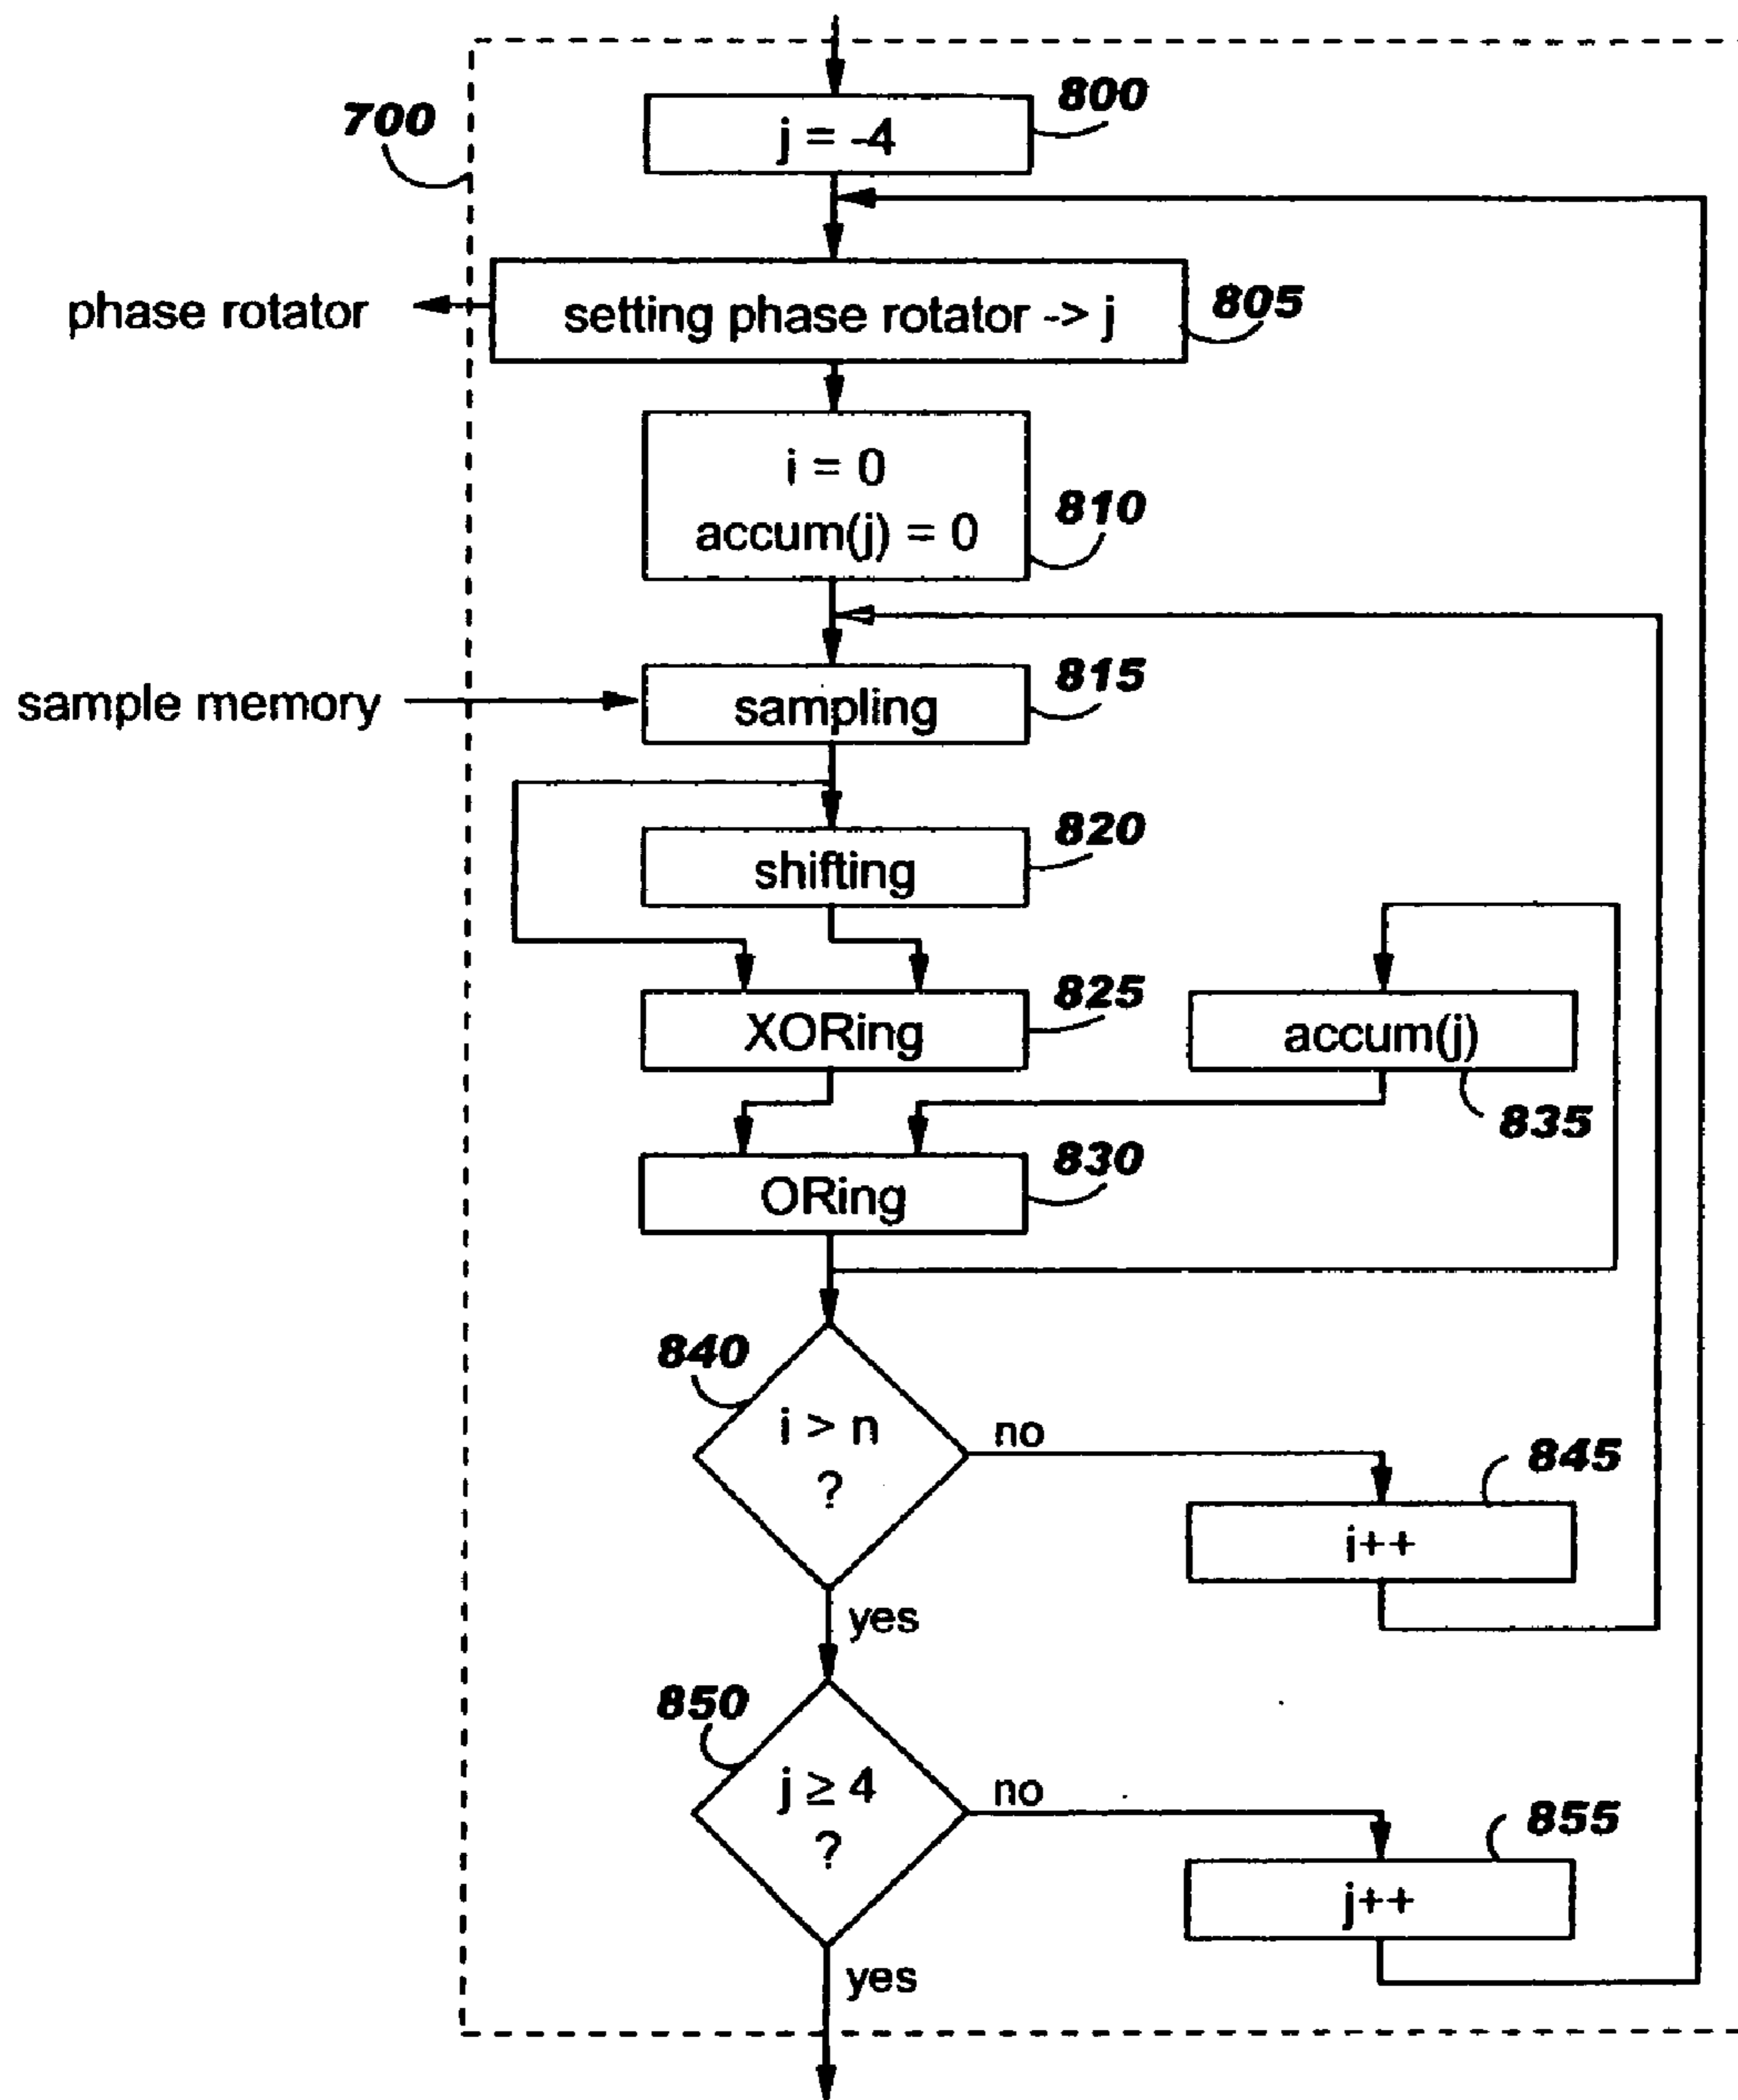 800
700
j = -4
phase rotator
setting phase rotator -> j
805
i = 0
accum(j) = 0
810
sample memory
sampling
815
shifting
820
XORing
825
accum(j)
835
ORing
830
840
i > n
?
no
845
i++
yes
850
j ≥ 4
?
no
855
j++
yes